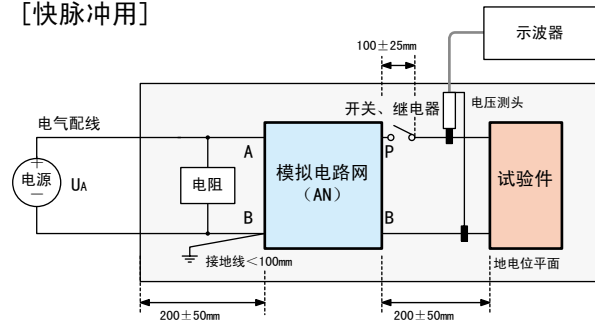 [快脉冲用]
示波器
100±25mm
开关、继电器
电压测头
电气配线
A
P
电源
UA
电阻
模拟电路网
(AN)
试验件
B
B
接地线<100mm
地电位平面
200±50mm
200±50mm